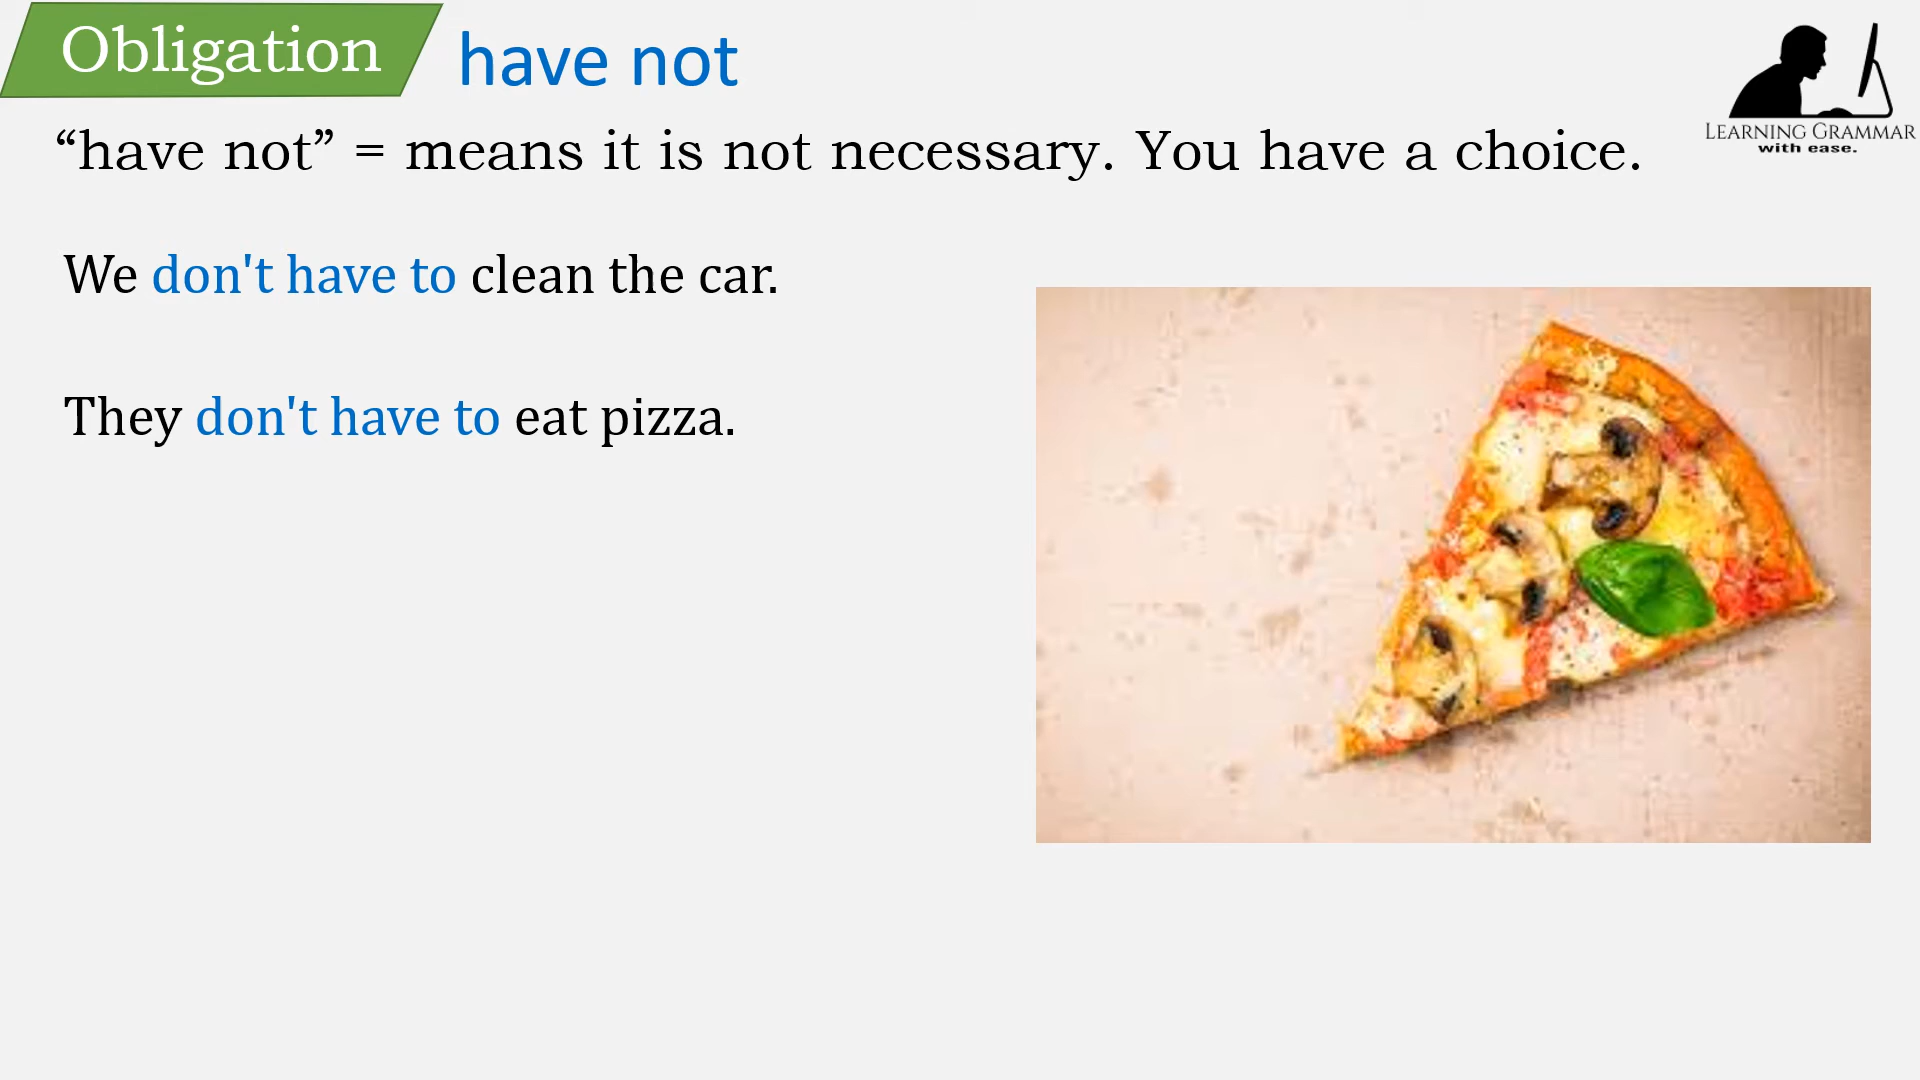 Obligation have not
“have not” = means it is not necessary. You have a choice.
LEARNING GRAMMAR
with ease.
We don't have to clean the car.
They don't have to eat pizza.